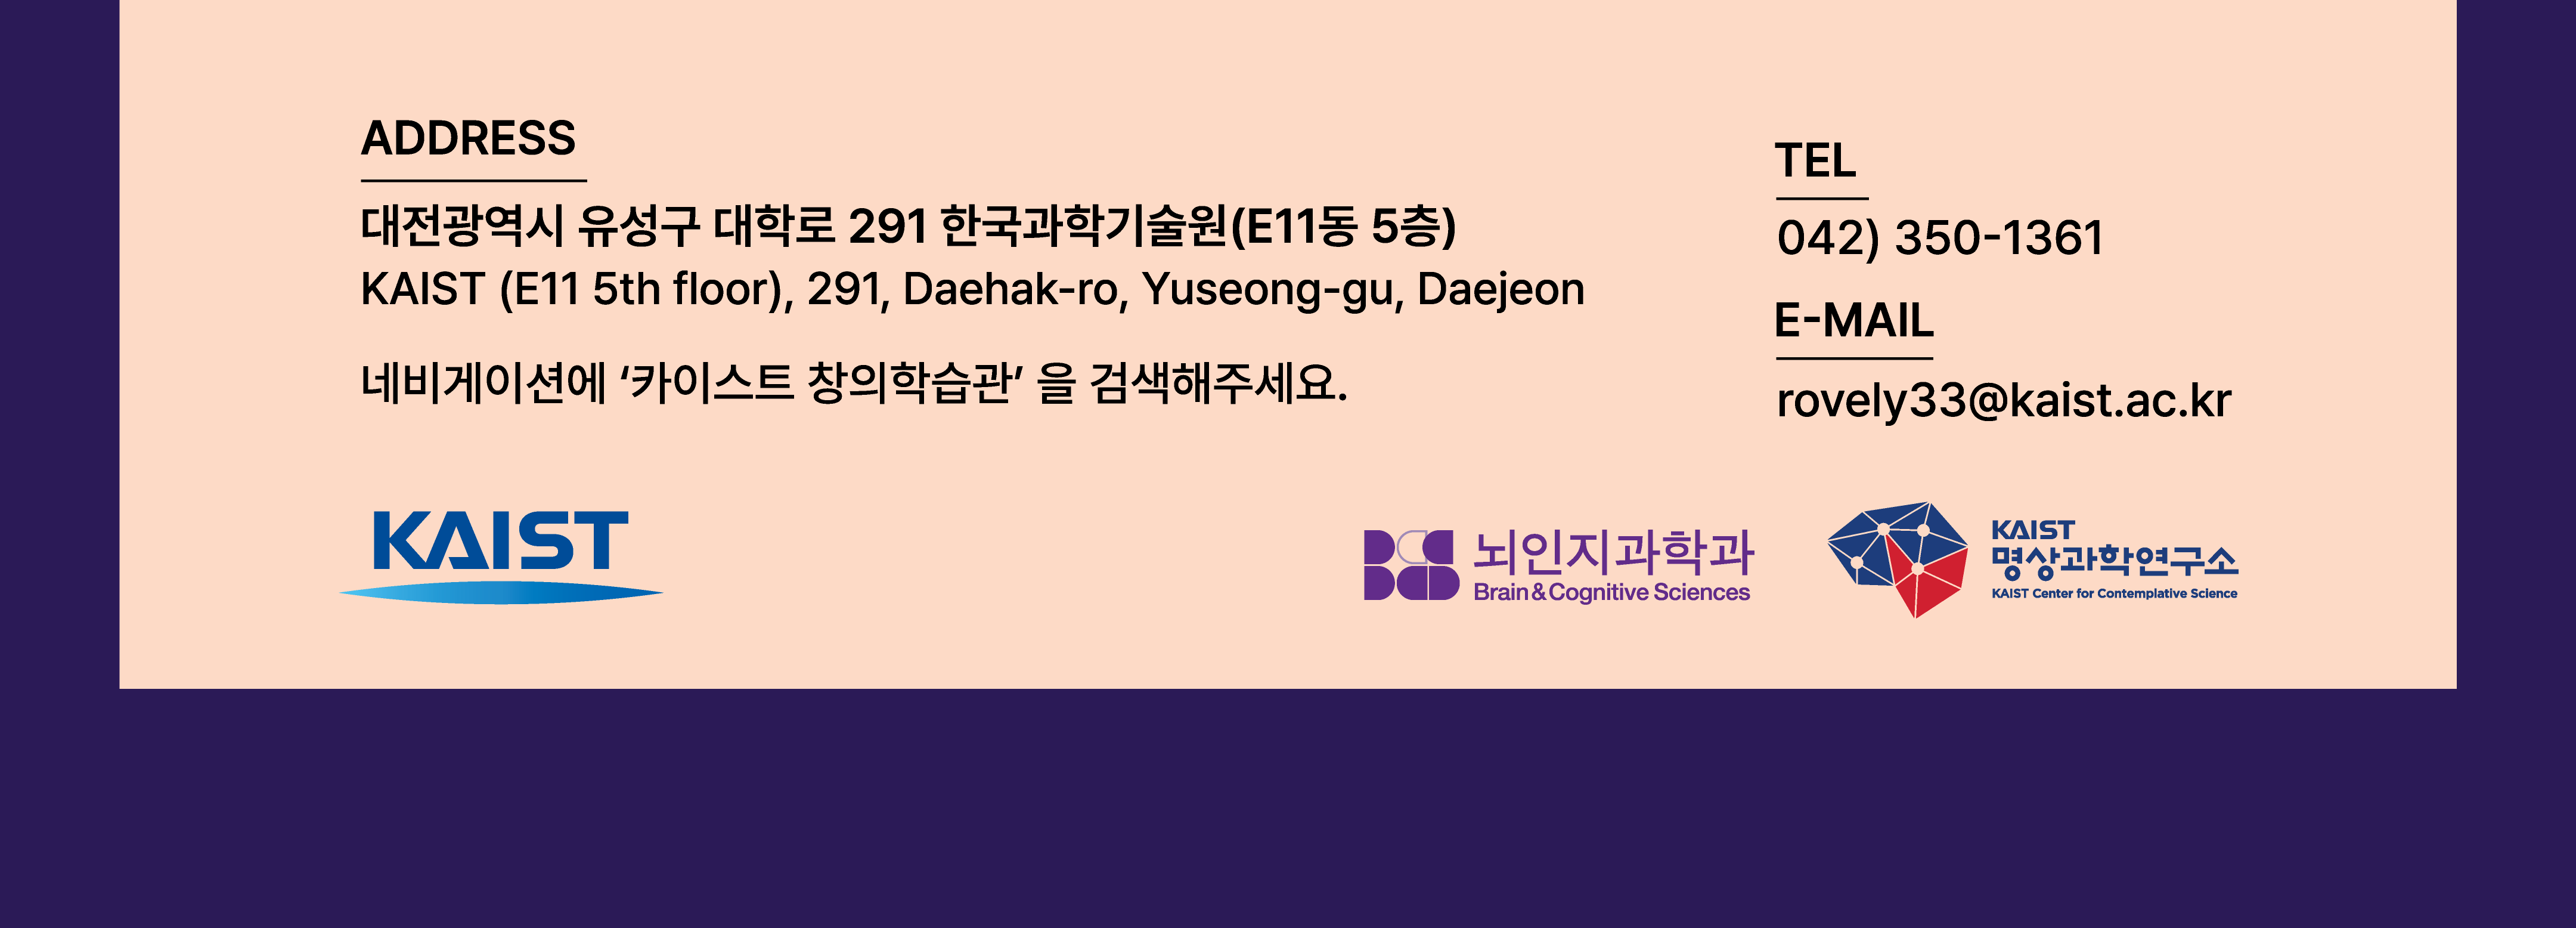 ADDRESS
대전광역시 유성구 대학로 291 한국과학기술원(E11동 5층)
KAIST (E11 5th floor), 291, Daehak-ro, Yuseong-gu, Daejeon
네비게이션에 ‘카이스트 창의학습관’ 을 검색해주세요.
TEL
042) 350-1361
E-MAIL
rovely33@kaist.ac.kr
KAIST
뇌인지과학과
Brain & Cognitive Sciences
KAIST
명상과학연구소
KAIST Center for Contemplative Science